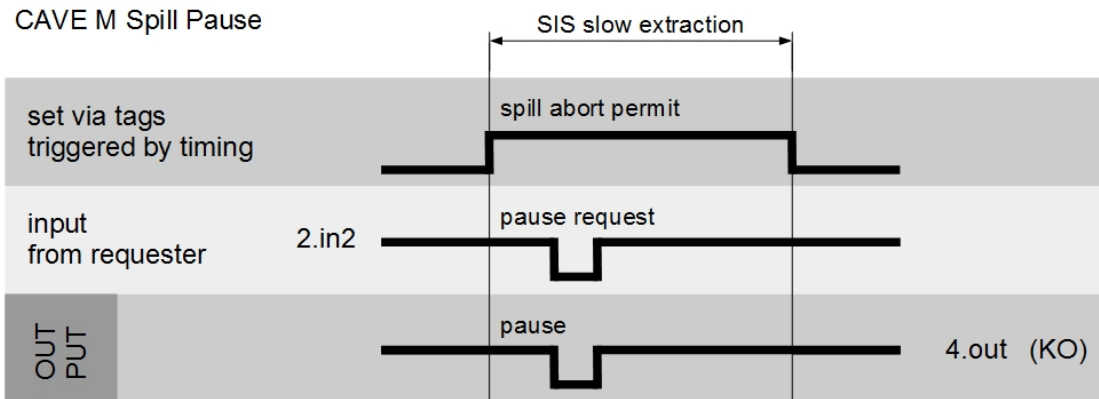 CAVE M Spill Pause
SIS slow extraction
set via tags
triggered by timing
spill abort permit
input
from requester
2.in2
pause request
OUT
PUT
pause
4.out (KO)